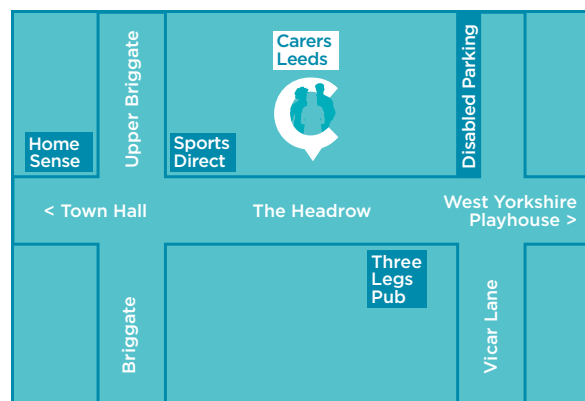 Carers
Leeds
Upper Briggate
Disabled Parking
Home
Sense
Sports
Direct
< Town Hall
The Headrow
West Yorkshire
Playhouse >
Three
Legs
Pub
Briggate
Vicar Lane